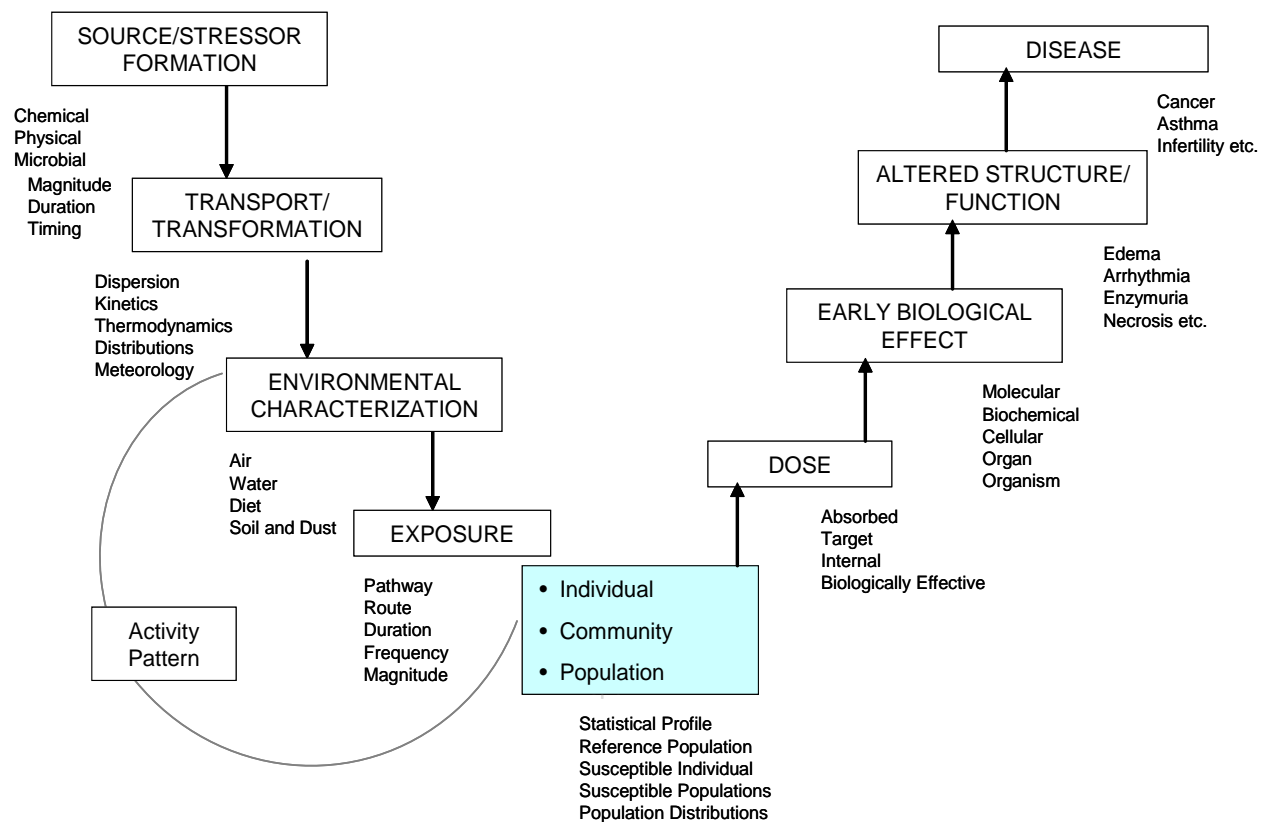 SOURCE/STRESSOR
FORMATION
Chemical
Physical
Microbial
Magnitude
Duration
Timing
TRANSPORT/
TRANSFORMATION
Dispersion
Kinetics
Thermodynamics
Distributions
Meteorology
ENVIRONMENTAL
CHARACTERIZATION
Air
Water
Diet
Soil and Dust
EXPOSURE
Pathway
Route
Duration
Frequency
Magnitude
Activity
Pattern
• Individual
• Community
• Population
Statistical Profile
Reference Population
Susceptible Individual
Susceptible Populations
Population Distributions
DOSE
Absorbed
Target
Internal
Biologically Effective
EARLY BIOLOGICAL
EFFECT
Molecular
Biochemical
Cellular
Organ
Organism
ALTERED STRUCTURE/
FUNCTION
Edema
Arrhythmia
Enzymuria
Necrosis etc.
DISEASE
Cancer
Asthma
Infertility etc.